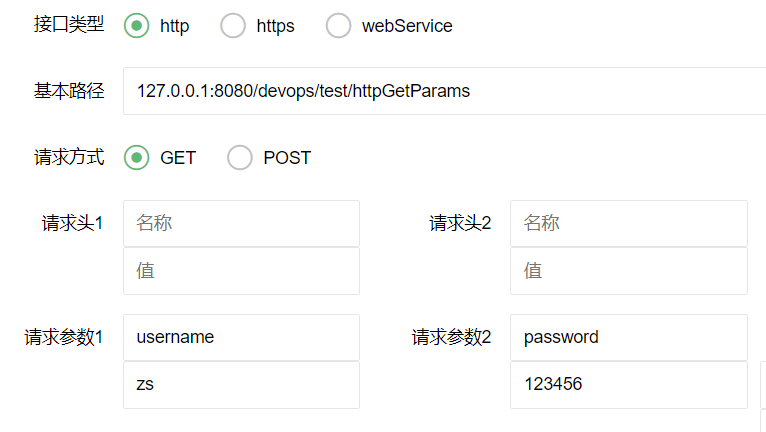 接口类型 http https webService
基本路径 127.0.0.1:8080/devops/test/httpGetParams
请求方式 GET POST
请求头1 名称 请求头2 名称
值 值
请求参数1 username 请求参数2 password
zs 123456